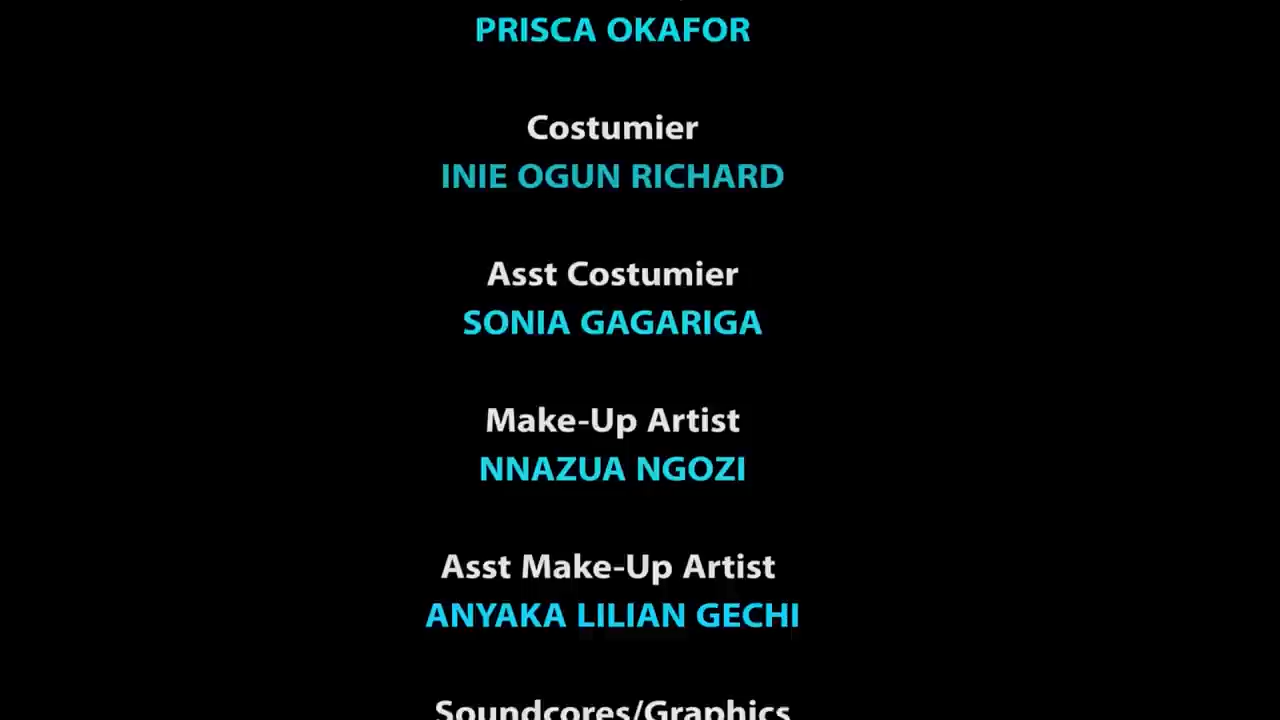 PRISCA OKAFOR
Costumier
INIE OGUN RICHARD
Asst Costumier
SONIA GAGARIGA
Make-Up Artist
NNAZUA NGOZI
Asst Make-Up Artist
ANYAKA LILIAN GECHI
Soundcores/Graphics